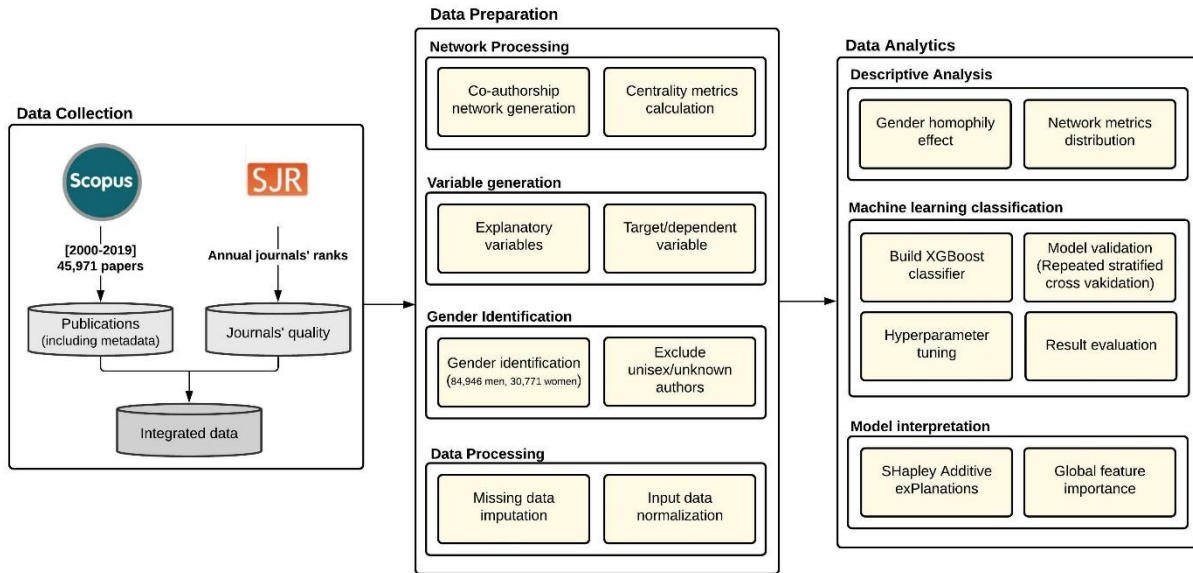 Data Collection
Scopus
SJR
[2000-2019]
45,971 papers
Annual journals' ranks
Publications
(including metadata)
Journals' quality
Integrated data
Data Preparation
Network Processing
Co-authorship
network generation
Centrality metrics
calculation
Variable generation
Explanatory
variables
Target/dependent
variable
Gender Identification
Gender identification
(84,946 men, 30,771 women)
Exclude
unisex/unknown
authors
Data Processing
Missing data
imputation
Input data
normalization
Data Analytics
Descriptive Analysis
Gender homophily
effect
Network metrics
distribution
Machine learning classification
Build XGBoost
classifier
Model validation
(Repeated stratified
cross vakidation)
Hyperparameter
tuning
Result evaluation
Model interpretation
SHapley Additive
exPlanations
Global feature
importance